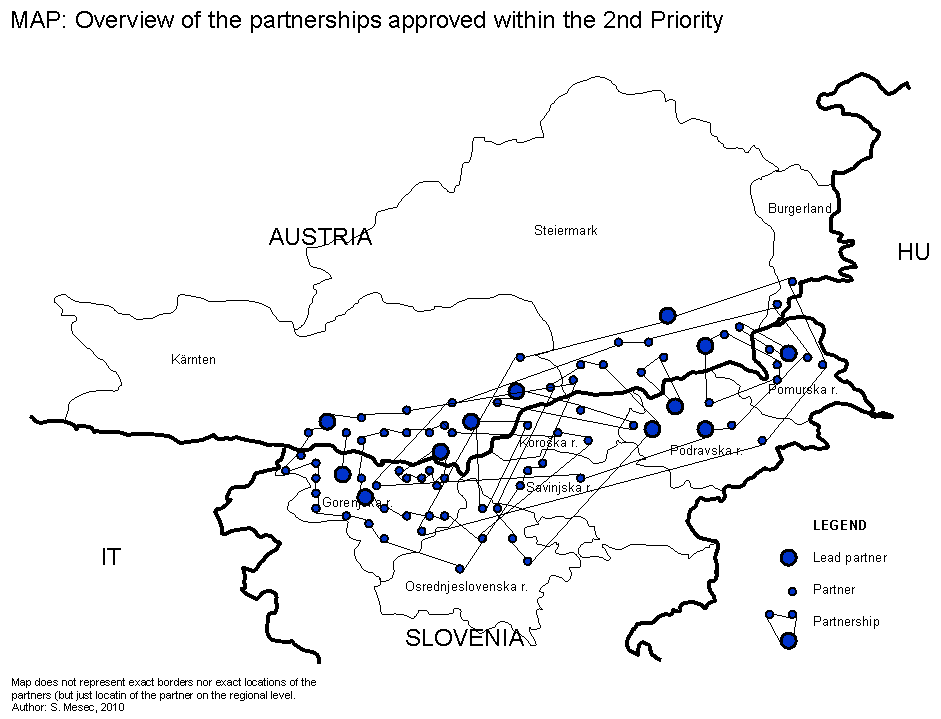 MAP: Overview of the partnerships approved within the 2nd Priority
Burgerland
AUSTRIA
Steiermark
HU
Kärnten
Pomurska r.
Koroška r.
Podravska r.
Savinjska r.
Gorenjska r.
LEGEND
IT
Lead partner
Osrednjeslovenska r.
Partner
Partnership
SLOVENIA
Map does not represent exact borders nor exact locations of the
partners (but just locatin of the partner on the regional level.
Author: S. Mesec, 2010